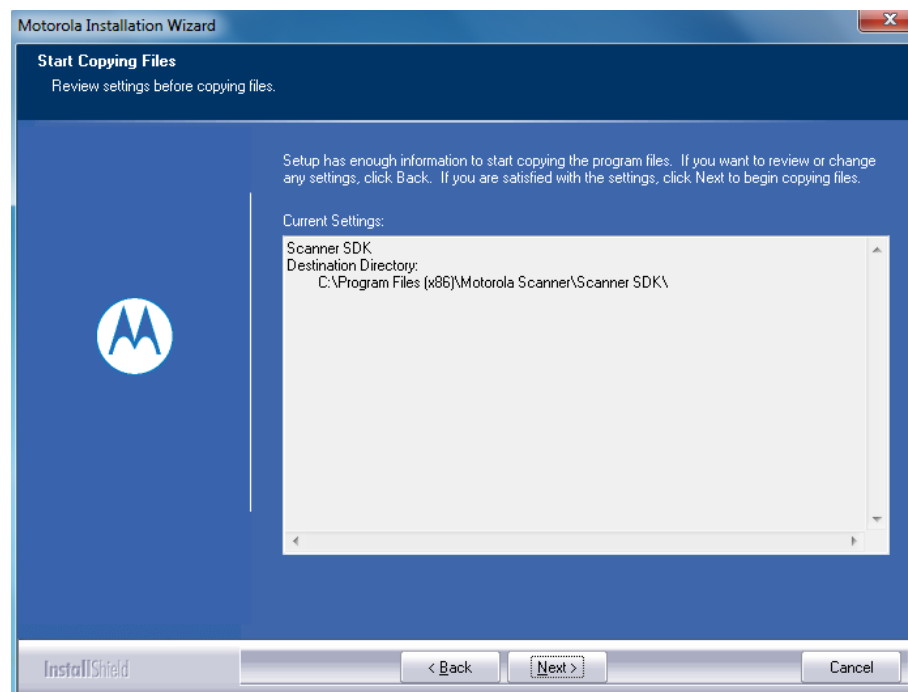 Motorola Installation Wizard
Start Copying Files
Review settings before copying files.
Setup has enough information to start copying the program files.  If you want to review or change
any settings, click Back.  If you are satisfied with the settings, click Next to begin copying files.
Current Settings:
Scanner SDK
Destination Directory:
C:\Program Files (x86)\Motorola Scanner\Scanner SDK\
InstallShield
< Back
Next >
Cancel